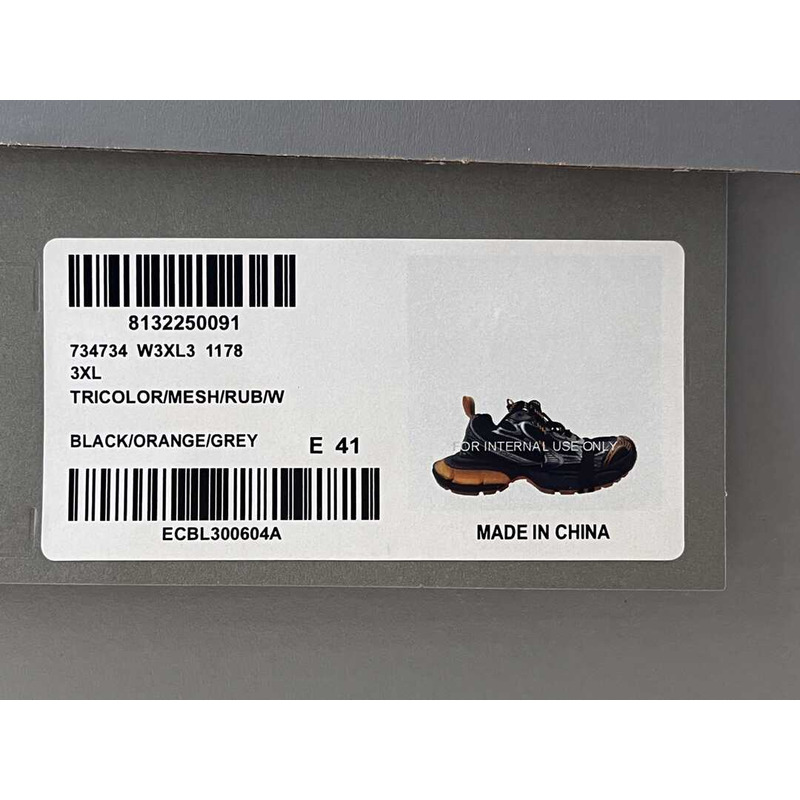 8132250091
734734 W3XL3 1178
3XL
TRICOLOR/MESH/RUB/W
BLACK/ORANGE/GREY E 41
ECBL300604A
FOR INTERNAL USE ONLY
MADE IN CHINA